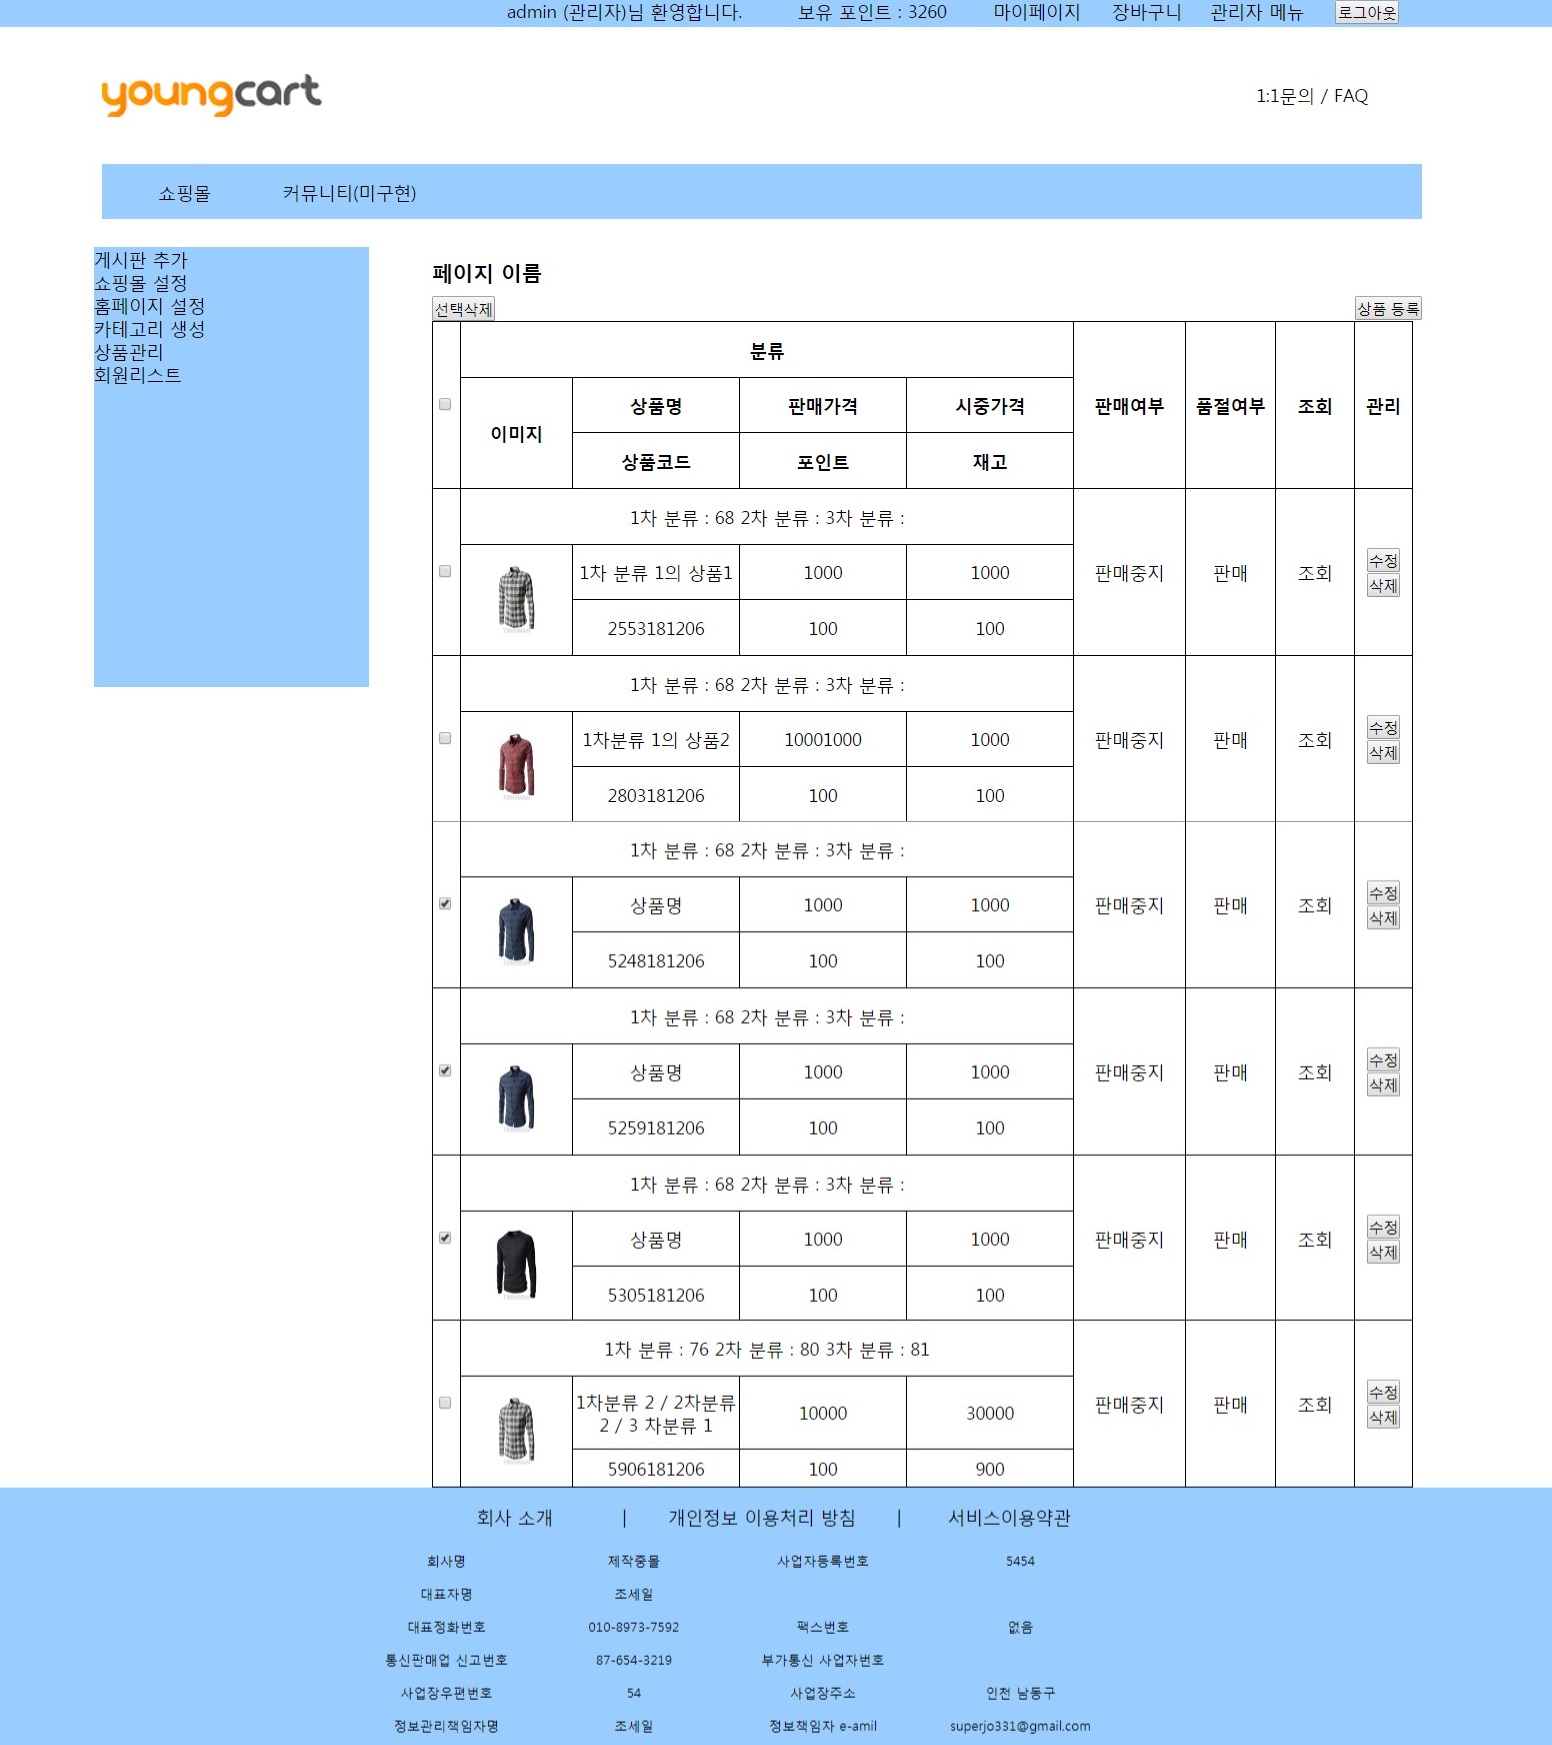 admin (관리자)님 환영합니다. 보유 포인트 : 3260 마이페이지 장바구니 관리자 메뉴 로그아웃
youngcart
1:1문의 / FAQ
쇼핑몰 커뮤니티(미구현)
게시판 추가
쇼핑몰 설정
홈페이지 설정
카테고리 생성
상품관리
회원리스트
페이지 이름
선택삭제 상품 등록
분류
이미지 상품명 판매가격 시중가격 판매여부 품절여부 조회 관리
상품코드 포인트 재고
1차 분류 : 68 2차 분류 : 3차 분류 :
1차 분류 1의 상품1 1000 1000 판매중지 판매 조회 수정
삭제
2553181206 100 100
1차 분류 : 68 2차 분류 : 3차 분류 :
1차분류 1의 상품2 10001000 1000 판매중지 판매 조회 수정
삭제
2803181206 100 100
1차 분류 : 68 2차 분류 : 3차 분류 :
상품명 1000 1000 판매중지 판매 조회 수정
삭제
5248181206 100 100
1차 분류 : 68 2차 분류 : 3차 분류 :
상품명 1000 1000 판매중지 판매 조회 수정
삭제
5259181206 100 100
1차 분류 : 68 2차 분류 : 3차 분류 :
상품명 1000 1000 판매중지 판매 조회 수정
삭제
5305181206 100 100
1차 분류 : 76 2차 분류 : 80 3차 분류 : 81
1차분류 2 / 2차분류
2 / 3 차분류 1 10000 30000 판매중지 판매 조회 수정
삭제
5906181206 100 900
회사 소개 | 개인정보 이용처리 방침 | 서비스이용약관
회사명 제작중몰 사업자등록번호 5454
대표자명 조세일
대표정화번호 010-8973-7592 팩스번호 없음
통신판매업 신고번호 87-654-3219 부가통신 사업자번호
사업장우편번호 54 사업장주소 인천 남동구
정보관리책임자명 조세일 정보책임자 e-amil superjo331@gmail.com